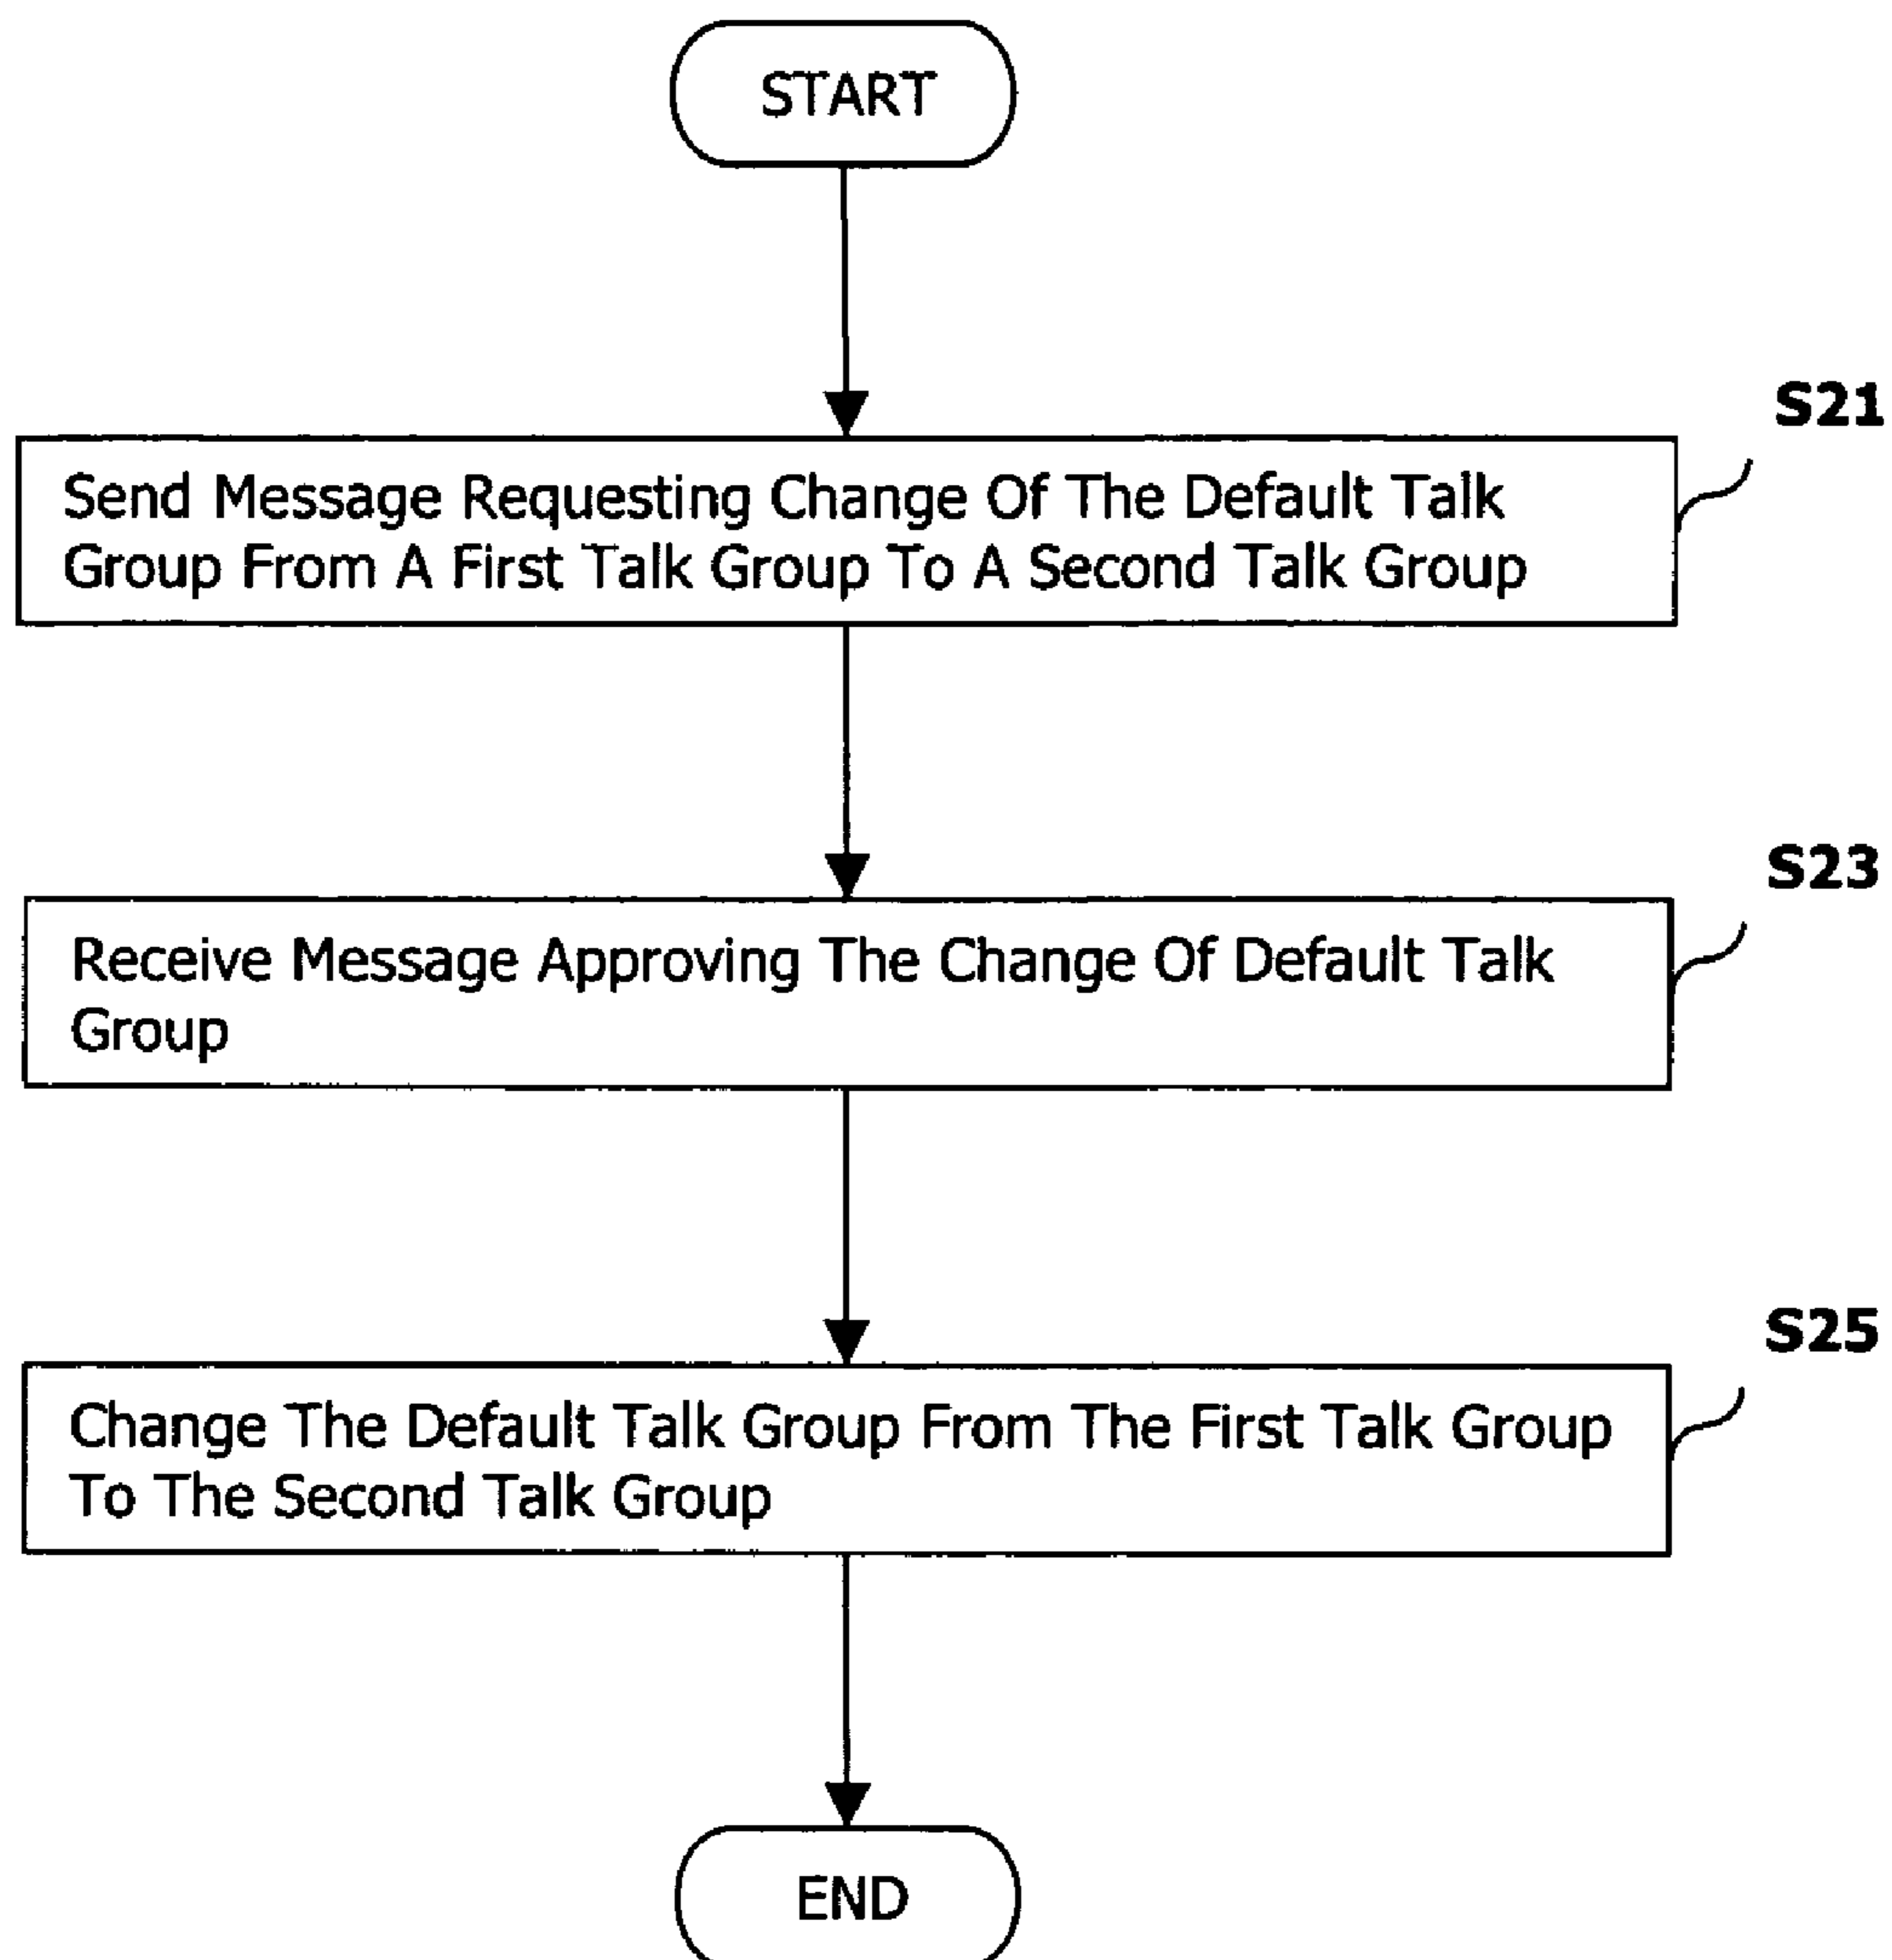 START
S21
Send Message Requesting Change Of The Default Talk
Group From A First Talk Group To A Second Talk Group
S23
Receive Message Approving The Change Of Default Talk
Group
S25
Change The Default Talk Group From The First Talk Group
To The Second Talk Group
END